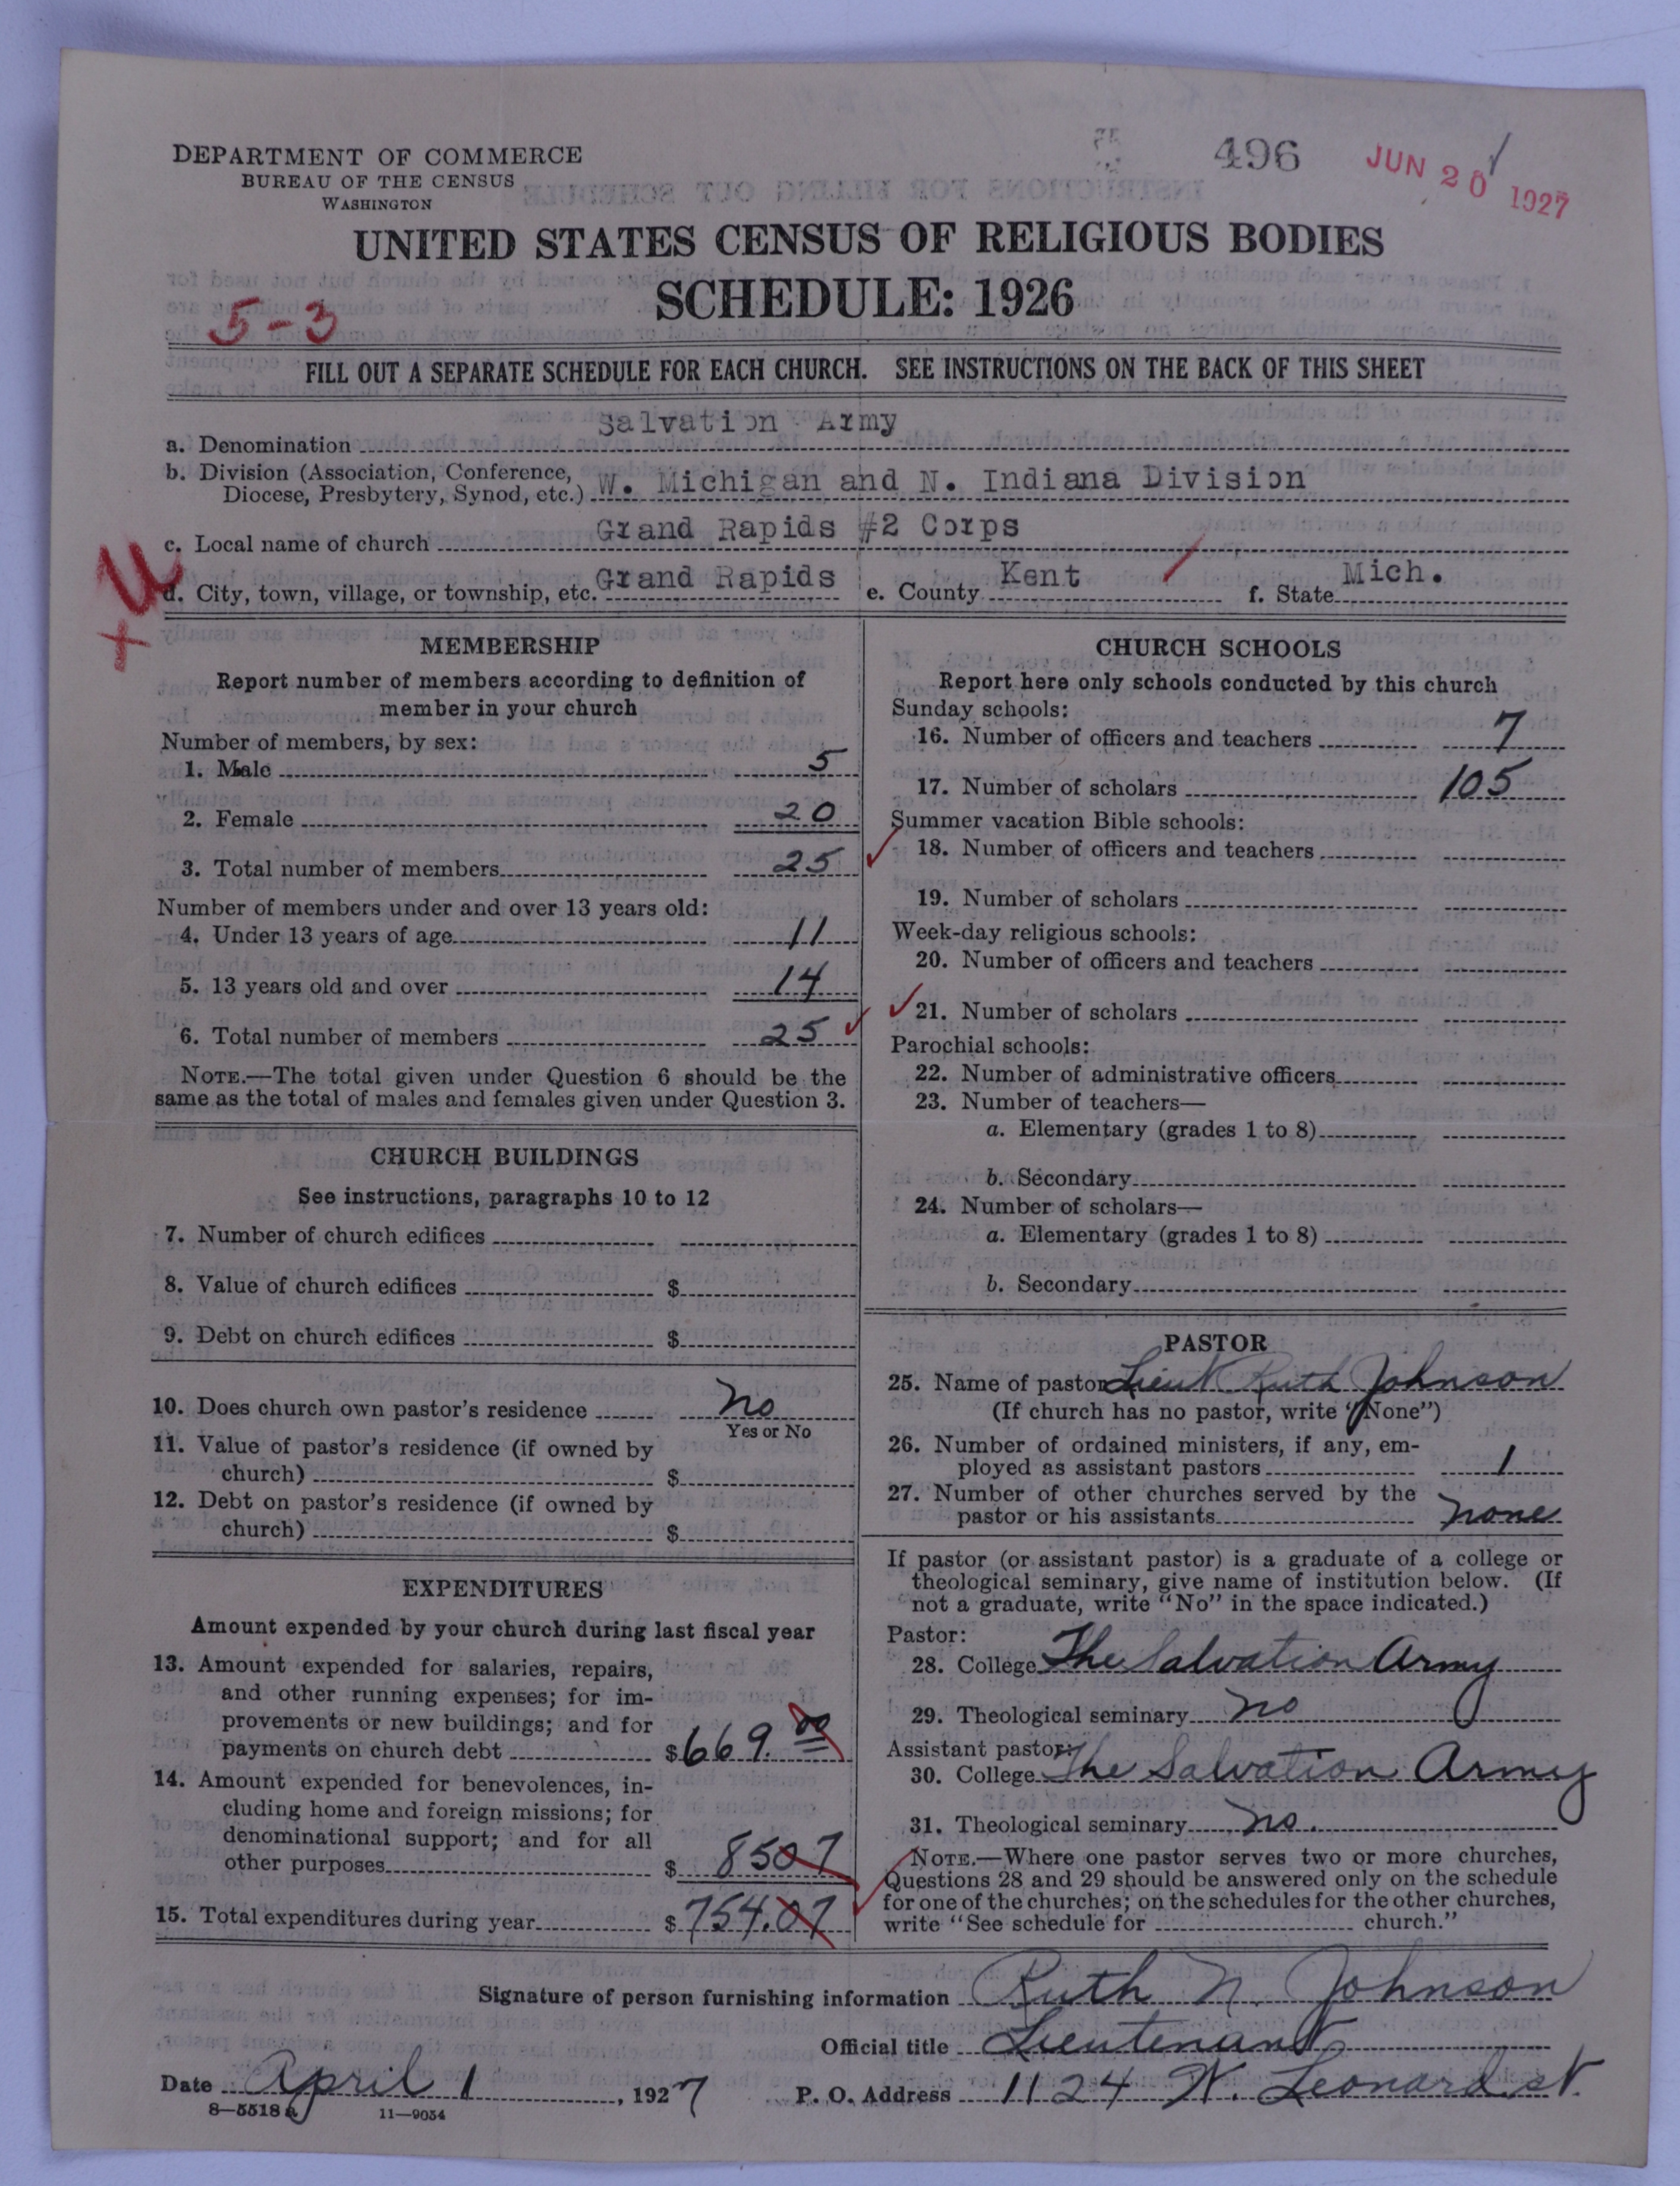 DEPARTMENT OF COMMERCE
BUREAU OF THE CENSUS
WASHINGTON
496
JUN 20 1927
UNITED STATES CENSUS OF RELIGIOUS BODIES
SCHEDULE: 1926
5-3
FILL OUT A SEPARATE SCHEDULE FOR EACH CHURCH. SEE INSTRUCTIONS ON THE BACK OF THIS SHEET
a. Denomination Salvation Army
b. Division (Association, Conference,
Diocese, Presbytery, Synod, etc.) W. Michigan and N. Indiana Division
c. Local name of church Grand Rapids #2 Corps
d. City, town, village, or township, etc. Grand Rapids e. County Kent f. State Mich.
MEMBERSHIP
Report number of members according to definition of
member in your church
Number of members, by sex:
1. Male 5
2. Female 20
3. Total number of members 25
Number of members under and over 13 years old:
4. Under 13 years of age 11
5. 13 years old and over 14
6. Total number of members 25
NOTE.—The total given under Question 6 should be the
same as the total of males and females given under Question 3.
CHURCH BUILDINGS
See instructions, paragraphs 10 to 12
7. Number of church edifices
8. Value of church edifices $
9. Debt on church edifices $
10. Does church own pastor's residence No
Yes or No
11. Value of pastor's residence (if owned by
church) $
12. Debt on pastor's residence (if owned by
church) $
EXPENDITURES
Amount expended by your church during last fiscal year
13. Amount expended for salaries, repairs,
and other running expenses; for im-
provements or new buildings; and for
payments on church debt $669.00
14. Amount expended for benevolences, in-
cluding home and foreign missions; for
denominational support; and for all
other purposes $ 8507
15. Total expenditures during year $754.07
CHURCH SCHOOLS
Report here only schools conducted by this church
Sunday schools:
16. Number of officers and teachers 7
17. Number of scholars 105
Summer vacation Bible schools:
18. Number of officers and teachers
19. Number of scholars
Week-day religious schools:
20. Number of officers and teachers
21. Number of scholars
Parochial schools:
22. Number of administrative officers
23. Number of teachers—
a. Elementary (grades 1 to 8)
b. Secondary
24. Number of scholars—
a. Elementary (grades 1 to 8)
b. Secondary
PASTOR
25. Name of pastor Lieut Ruth Johnson
(If church has no pastor, write "None")
26. Number of ordained ministers, if any, em-
ployed as assistant pastors 1
27. Number of other churches served by the
pastor or his assistants none
If pastor (or assistant pastor) is a graduate of a college or
theological seminary, give name of institution below. (If
not a graduate, write "No" in the space indicated.)
Pastor:
28. College The Salvation Army
29. Theological seminary no
Assistant pastor:
30. College The Salvation Army
31. Theological seminary no.
NOTE.—Where one pastor serves two or more churches,
Questions 28 and 29 should be answered only on the schedule
for one of the churches; on the schedules for the other churches,
write "See schedule for church."
Signature of person furnishing information Ruth N. Johnson
Official title Lieutenant
Date April 1, 1927 P. O. Address 1124 W. Leonard st.
8—5518a 11—9054